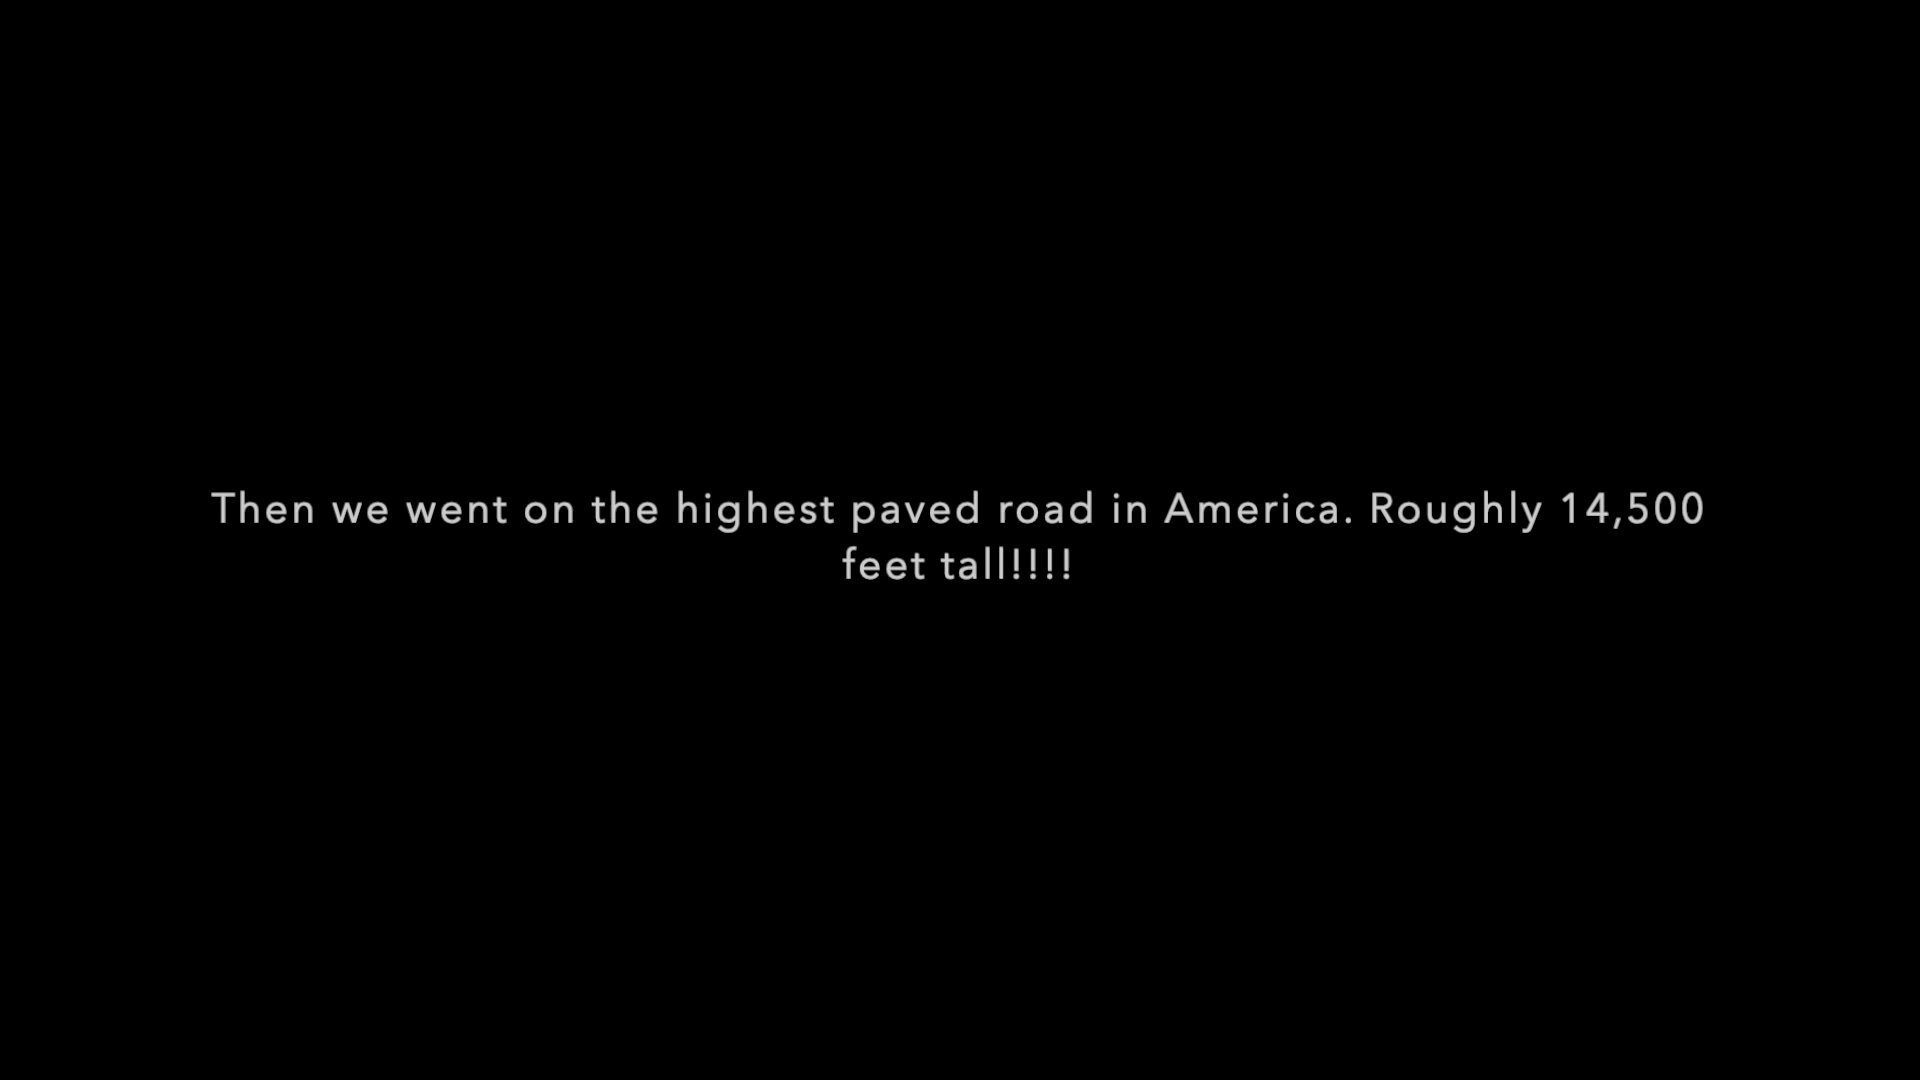 Then we went on the highest paved road in America. Roughly 14,500
feet tall!!!!